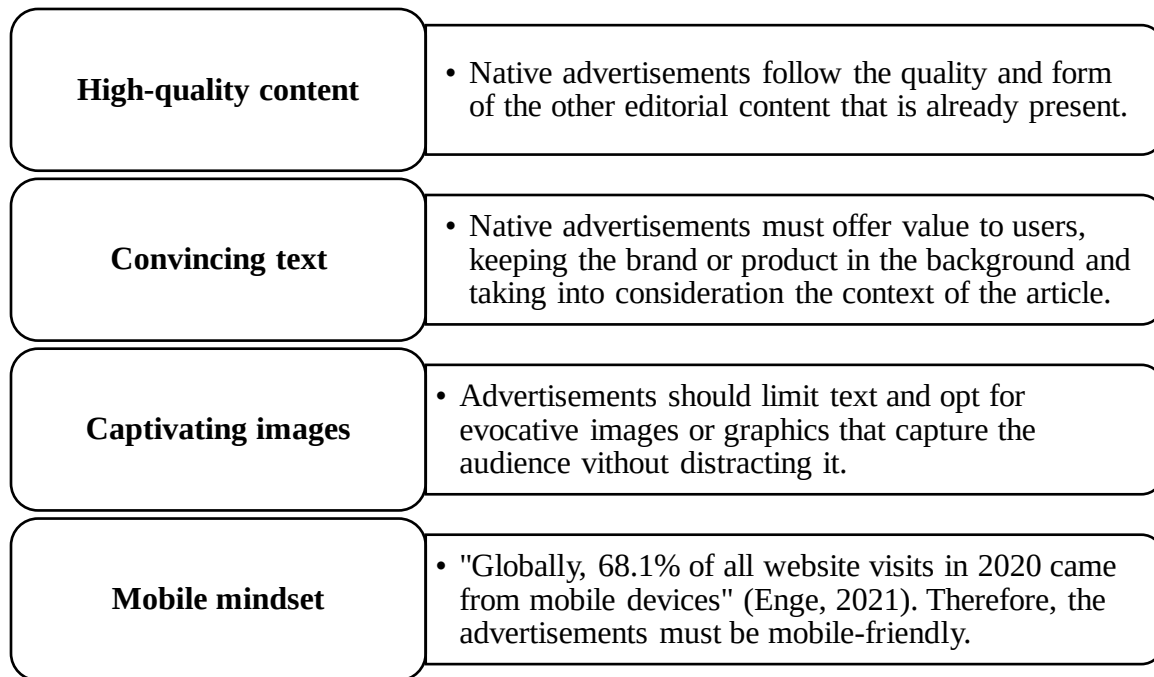 High-quality content
• Native advertisements follow the quality and form
of the other editorial content that is already present.
Convincing text
• Native advertisements must offer value to users,
keeping the brand or product in the background and
taking into consideration the context of the article.
Captivating images
• Advertisements should limit text and opt for
evocative images or graphics that capture the
audience without distracting it.
Mobile mindset
• "Globally, 68.1% of all website visits in 2020 came
from mobile devices" (Enge, 2021). Therefore, the
advertisements must be mobile-friendly.